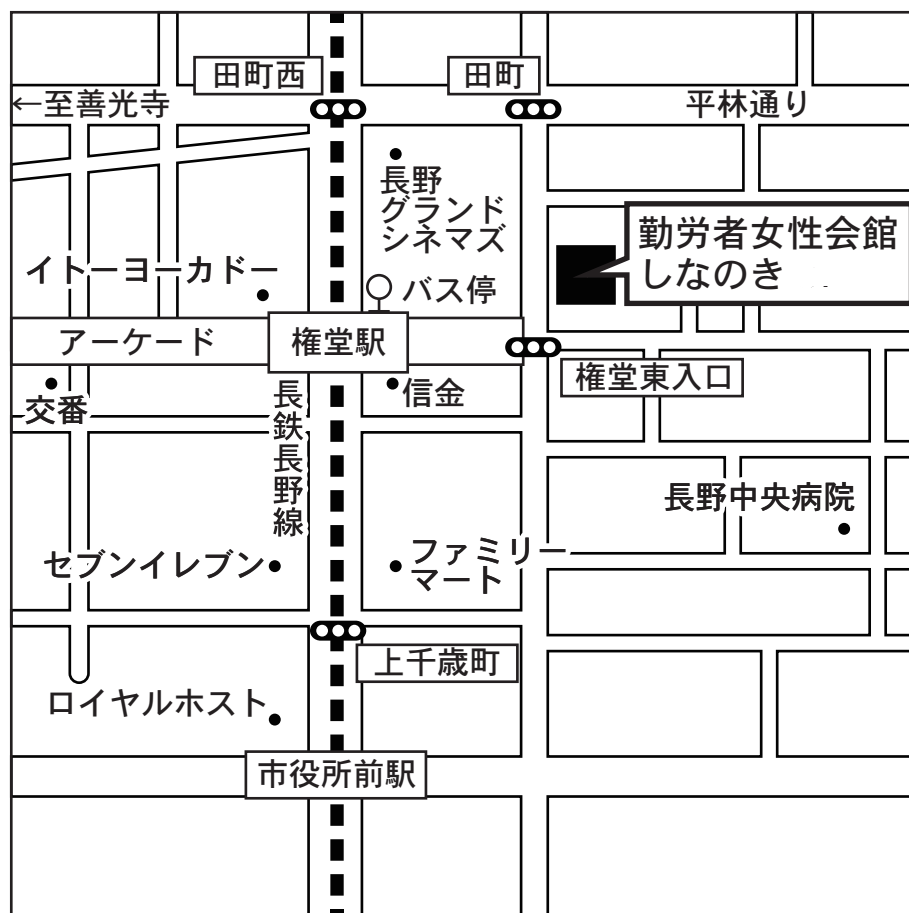 田町西
田町
←至善光寺
平林通り
長野
グランド
シネマズ
勤労者女性会館
しなのき
イトーヨーカドー
バス停
アーケード
権堂駅
権堂東入口
交番
信金
長鉄長野線
長野中央病院
セブンイレブン
ファミリー
マート
上千歳町
ロイヤルホスト
市役所前駅